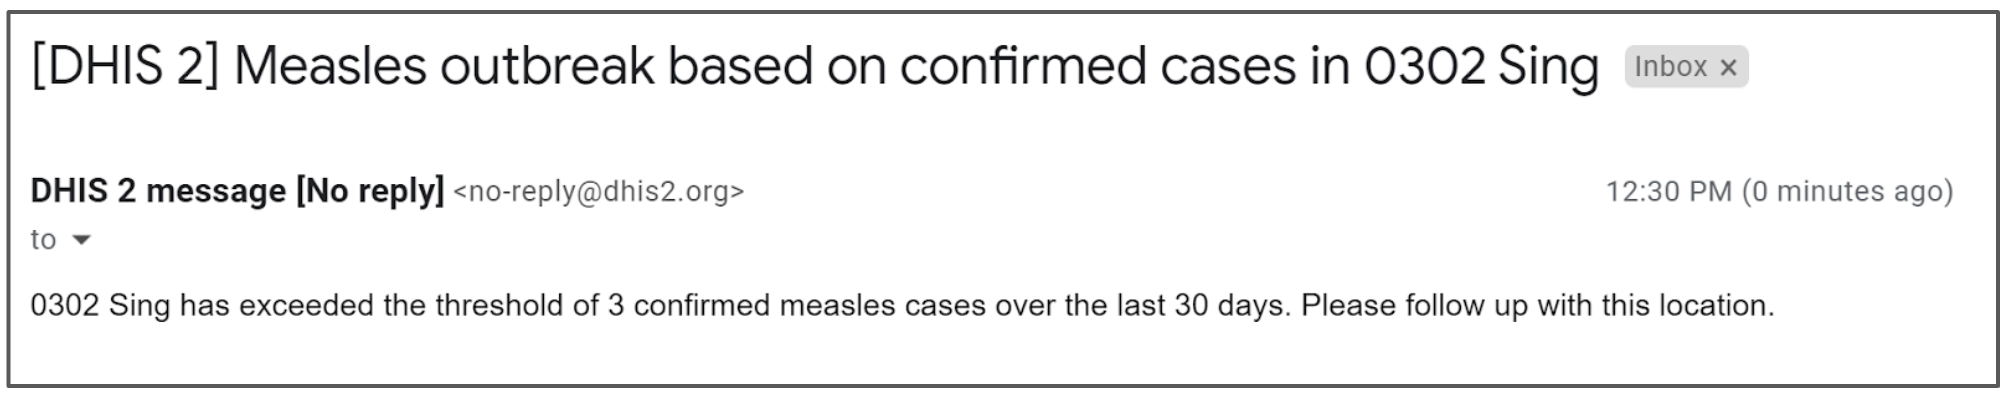 [DHIS 2] Measles outbreak based on confirmed cases in 0302 Sing Inbox ×
DHIS 2 message [No reply] <no-reply@dhis2.org> 12:30 PM (0 minutes ago)
to
0302 Sing has exceeded the threshold of 3 confirmed measles cases over the last 30 days. Please follow up with this location.